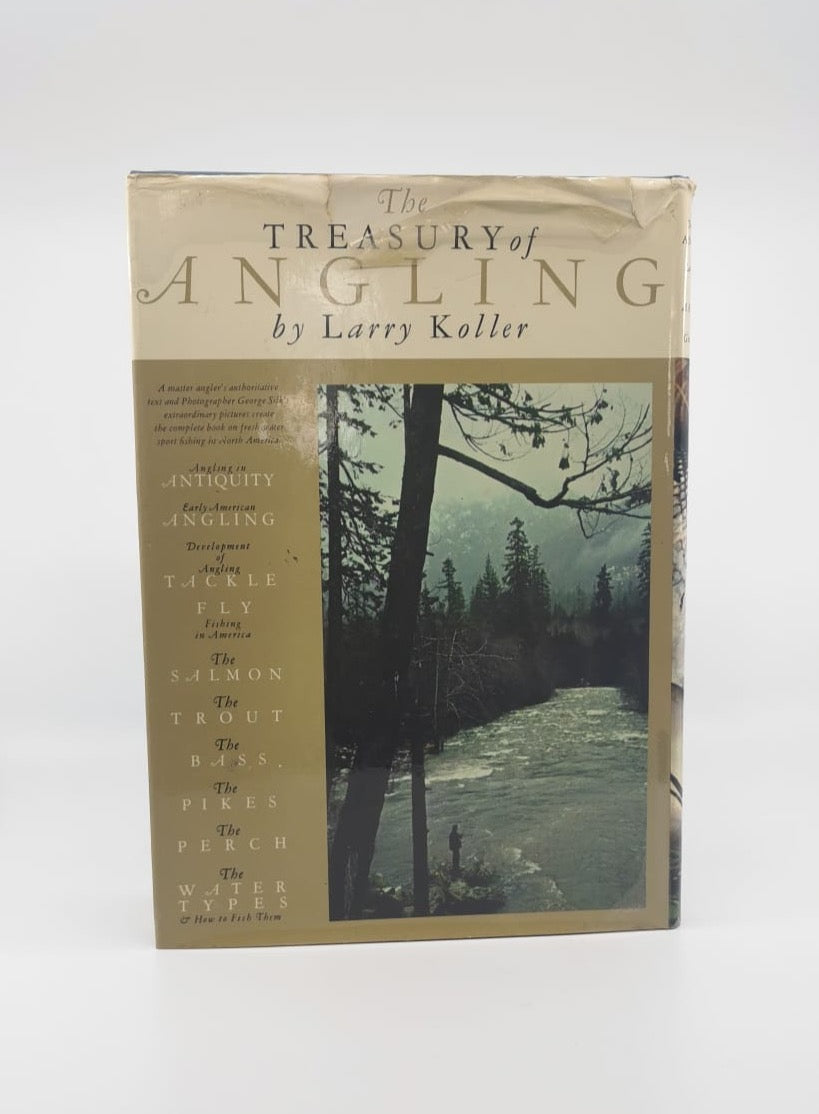 The
TREASURY of
ANGLING
by Larry Koller
A master angler's authoritative
text and Photographer George Silk's
extraordinary pictures create
the complete book on fresh water
sport fishing in North America.
Angling in
ANTIQUITY
Early American
ANGLING
Development
of
Angling
TACKLE
FLY
Fishing
in America
The
SALMON
The
TROUT
The
BASS
The
PIKES
The
PERCH
The
WATER
TYPES
& How to Fish Them